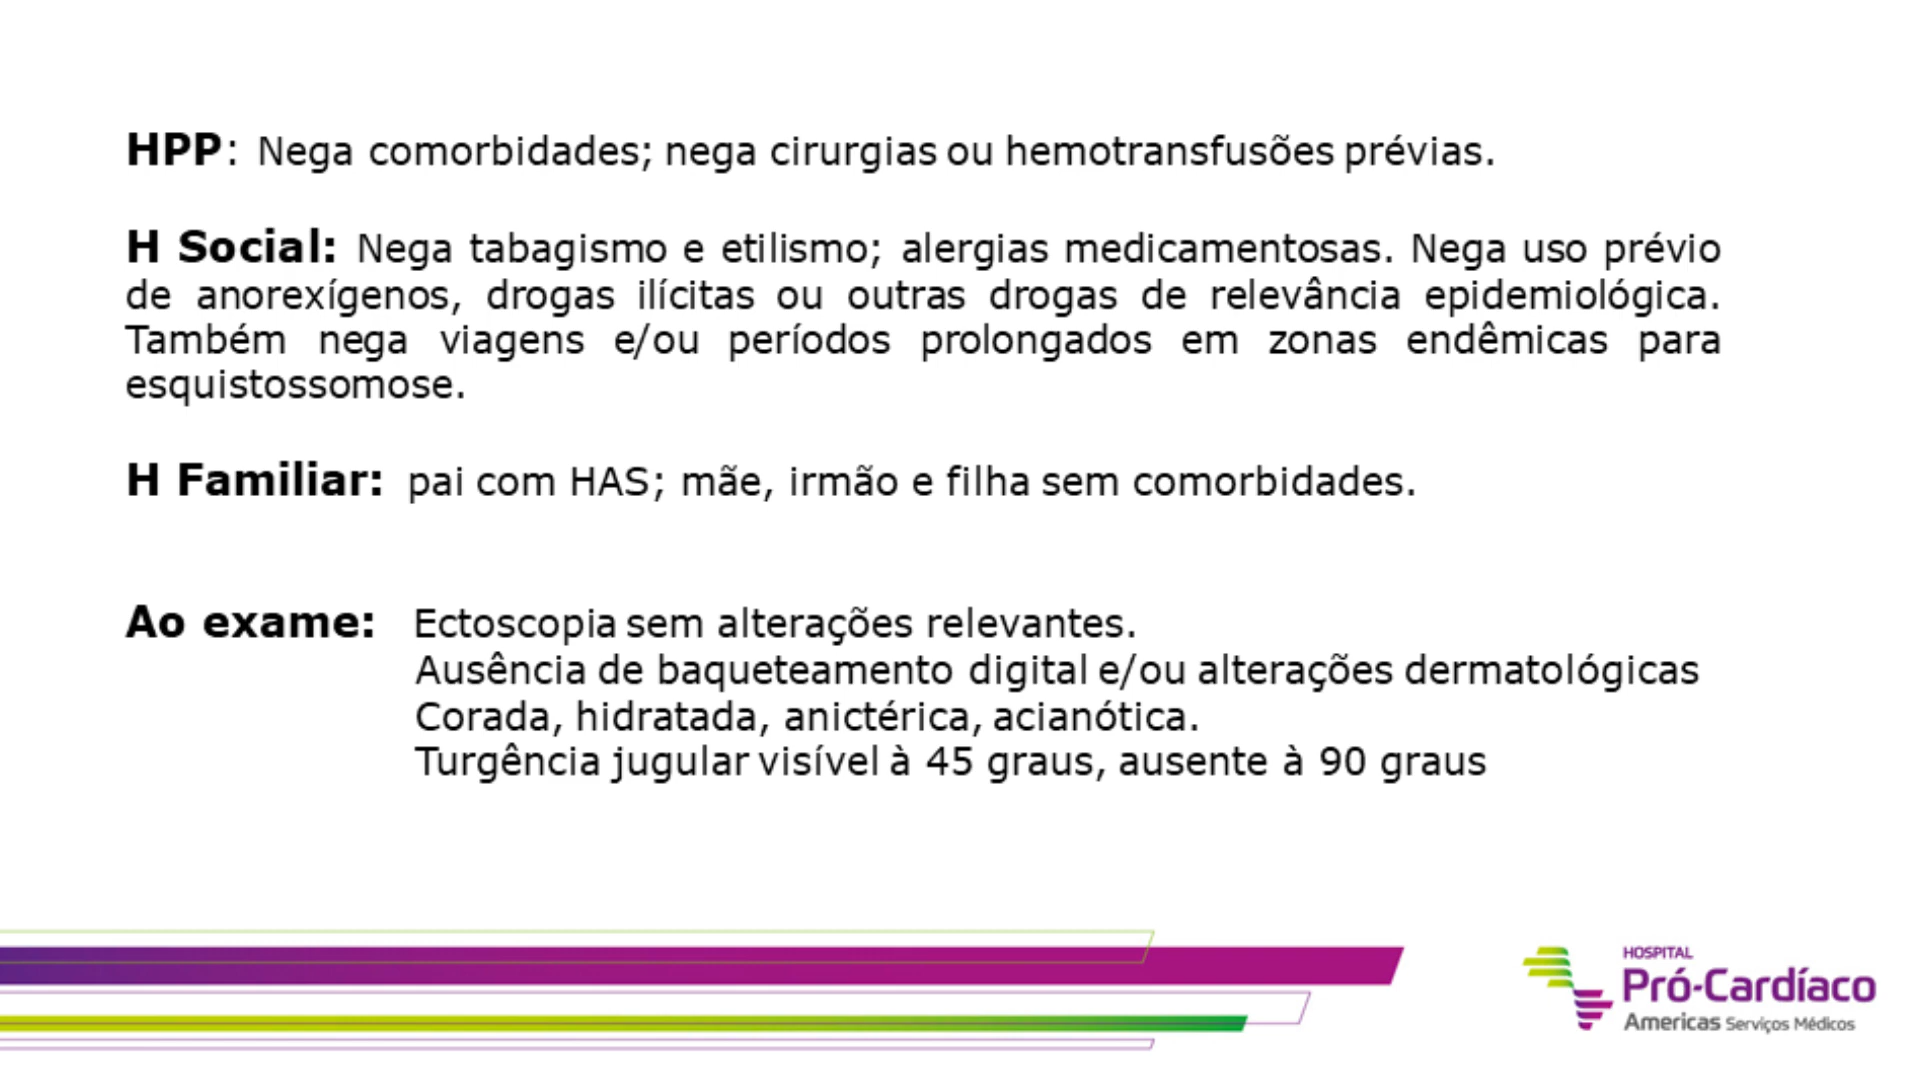 HPP: Nega comorbidades; nega cirurgias ou hemotransfusões prévias.
H Social: Nega tabagismo e etilismo; alergias medicamentosas. Nega uso prévio
de anorexígenos, drogas ilícitas ou outras drogas de relevância epidemiológica.
Também nega viagens e/ou períodos prolongados em zonas endêmicas para
esquistossomose.
H Familiar: pai com HAS; mãe, irmão e filha sem comorbidades.
Ao exame: Ectoscopia sem alterações relevantes.
Ausência de baqueteamento digital e/ou alterações dermatológicas
Corada, hidratada, anictérica, acianótica.
Turgência jugular visível à 45 graus, ausente à 90 graus
HOSPITAL
Pró-Cardíaco
Americas Serviços Médicos